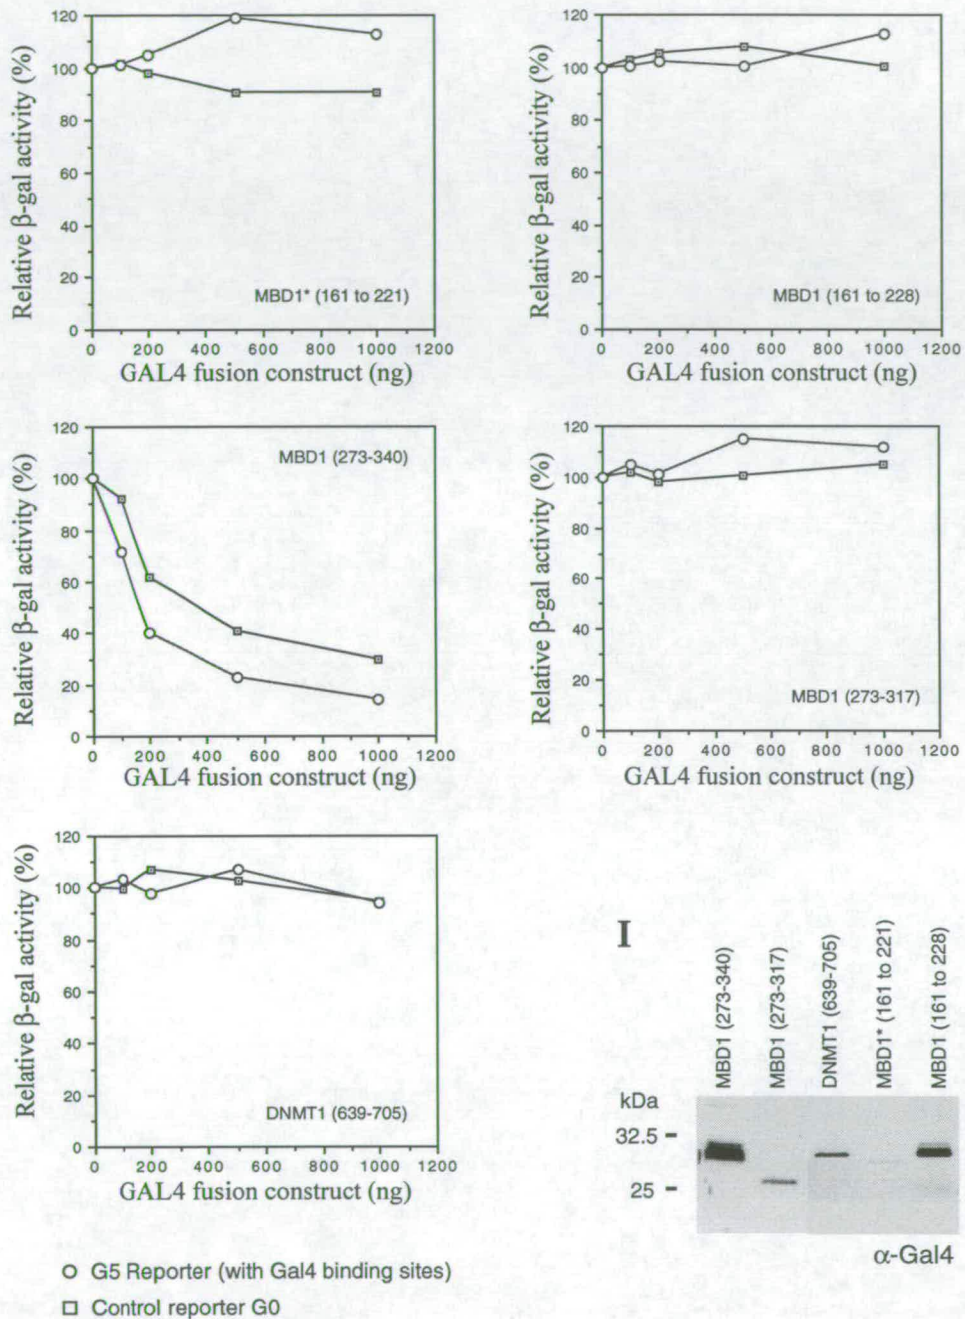 Relative β-gal activity (%)
120
100
80
60
40
20
0
MBD1* (161 to 221)
0 200 400 600 800 1000 1200
GAL4 fusion construct (ng)
Relative β-gal activity (%)
120
100
80
60
40
20
0
MBD1 (161 to 228)
0 200 400 600 800 1000 1200
GAL4 fusion construct (ng)
Relative β-gal activity (%)
120
100
80
60
40
20
0
MBD1 (273-340)
0 200 400 600 800 1000 1200
GAL4 fusion construct (ng)
Relative β-gal activity (%)
120
100
80
60
40
20
0
MBD1 (273-317)
0 200 400 600 800 1000 1200
GAL4 fusion construct (ng)
Relative β-gal activity (%)
120
100
80
60
40
20
0
DNMT1 (639-705)
0 200 400 600 800 1000 1200
GAL4 fusion construct (ng)
I
MBD1 (273-340)
MBD1 (273-317)
DNMT1 (639-705)
MBD1* (161 to 221)
MBD1 (161 to 228)
kDa
32.5 -
25 -
α-Gal4
G5 Reporter (with Gal4 binding sites)
Control reporter G0